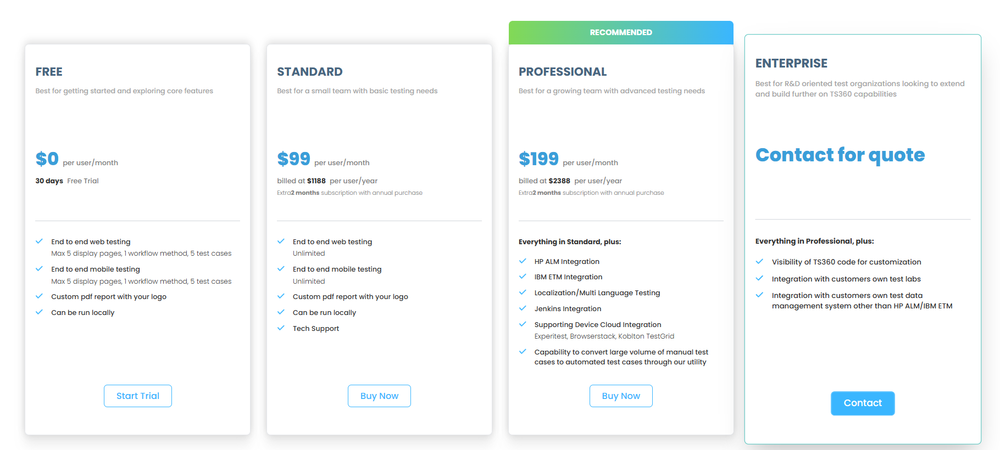 FREE
Best for getting started and exploring core features
$0 per user/month
30 days Free Trial
End to end web testing
Max 5 display pages, 1 workflow method, 5 test cases
End to end mobile testing
Max 5 display pages, 1 workflow method, 5 test cases
Custom pdf report with your logo
Can be run locally
Start Trial
STANDARD
Best for a small team with basic testing needs
$99 per user/month
billed at $1188 per user/year
Extra2 months subscription with annual purchase
End to end web testing
Unlimited
End to end mobile testing
Unlimited
Custom pdf report with your logo
Can be run locally
Tech Support
Buy Now
RECOMMENDED
PROFESSIONAL
Best for a growing team with advanced testing needs
$199 per user/month
billed at $2388 per user/year
Extra2 months subscription with annual purchase
Everything in Standard, plus:
HP ALM Integration
IBM ETM Integration
Localization/Multi Language Testing
Jenkins Integration
Supporting Device Cloud Integration
Experitest, Browserstack, Koblton TestGrid
Capability to convert large volume of manual test
cases to automated test cases through our utility
Buy Now
ENTERPRISE
Best for R&D oriented test organizations looking to extend
and build further on TS360 capabilities
Contact for quote
Everything in Professional, plus:
Visibility of TS360 code for customization
Integration with customers own test labs
Integration with customers own test data
management system other than HP ALM/IBM ETM
Contact